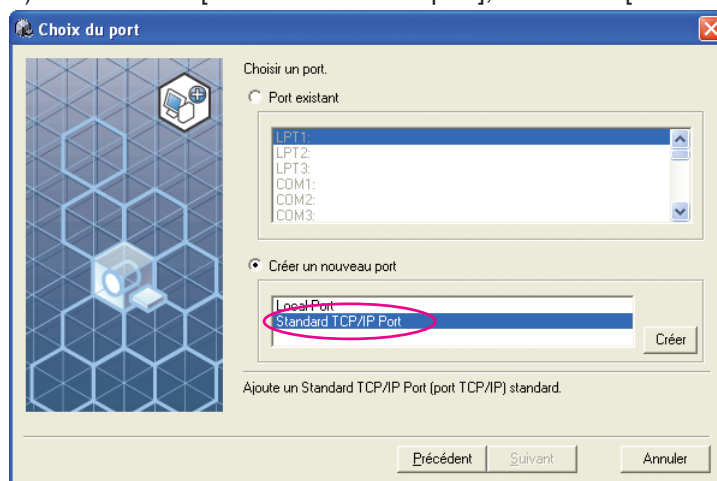 Choix du port
Choisir un port.
Port existant
LPT1:
LPT2:
LPT3:
COM1:
COM2:
COM3:
Créer un nouveau port
Local Port
Standard TCP/IP Port
Créer
Ajoute un Standard TCP/IP Port (port TCP/IP) standard.
Précédent
Suivant
Annuler